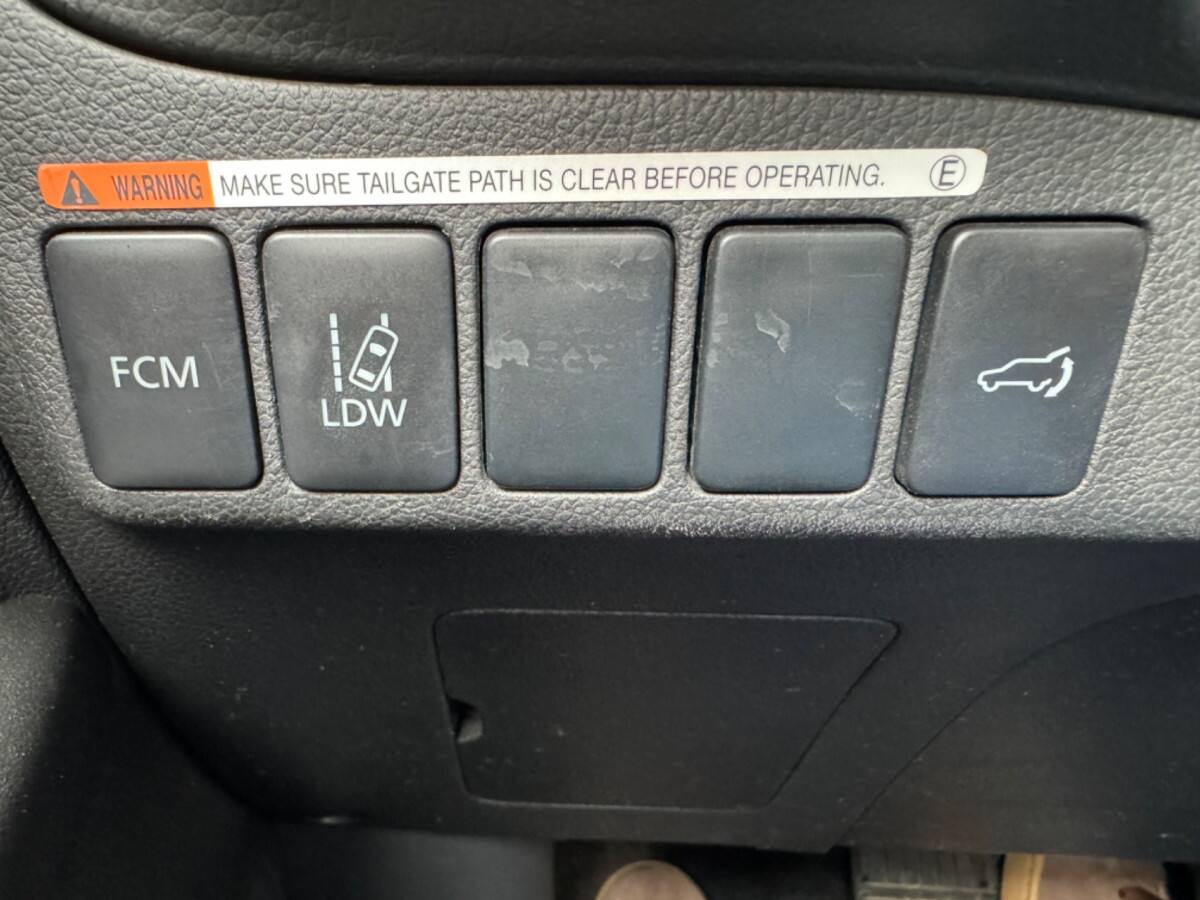 WARNING MAKE SURE TAILGATE PATH IS CLEAR BEFORE OPERATING. E
FCM
LDW